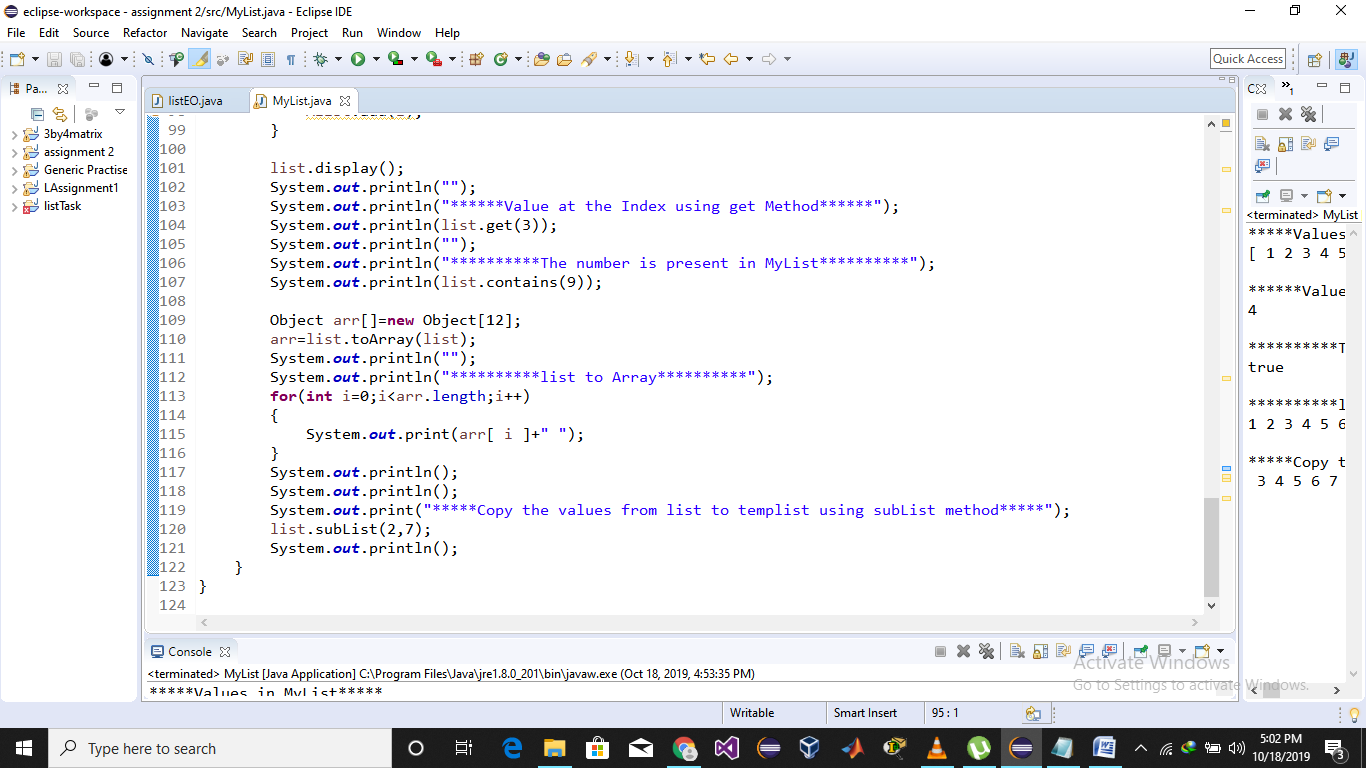 eclipse-workspace - assignment 2/src/MyList.java - Eclipse IDE
File Edit Source Refactor Navigate Search Project Run Window Help
Quick Access
Pa...
3by4matrix
assignment 2
Generic Practise
LAssignment1
listTask
listEO.java MyList.java
99 }
100
101 list.display();
102 System.out.println("");
103 System.out.println("******Value at the Index using get Method******");
104 System.out.println(list.get(3));
105 System.out.println("");
106 System.out.println("**********The number is present in MyList**********");
107 System.out.println(list.contains(9));
108
109 Object arr[]=new Object[12];
110 arr=list.toArray(list);
111 System.out.println("");
112 System.out.println("**********list to Array**********");
113 for(int i=0;i<arr.length;i++)
114 {
115 System.out.print(arr[ i ]+" ");
116 }
117 System.out.println();
118 System.out.println();
119 System.out.print("*****Copy the values from list to templist using subList method*****");
120 list.subList(2,7);
121 System.out.println();
122 }
123 }
124
C
1
<terminated> MyList
*****Values
[ 1 2 3 4 5
******Value
4
**********T
true
**********l
1 2 3 4 5 6
*****Copy t
3 4 5 6 7
Console
<terminated> MyList [Java Application] C:\Program Files\Java\jre1.8.0_201\bin\javaw.exe (Oct 18, 2019, 4:53:35 PM)
*****Values in MyList*****
Activate Windows
Go to Settings to activate Windows.
Writable Smart Insert 95 : 1
Type here to search
5:02 PM
10/18/2019
3